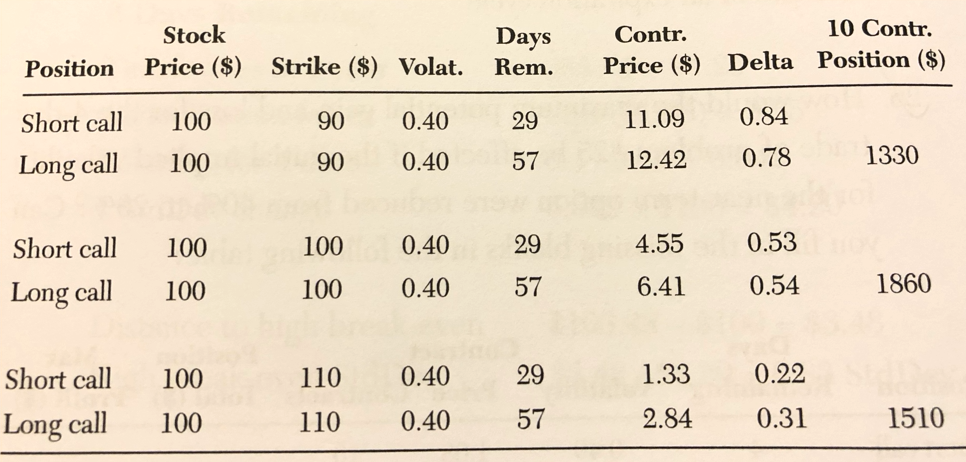 Stock Days Contr. 10 Contr.
Position Price ($) Strike ($) Volat. Rem. Price ($) Delta Position ($)
Short call 100 90 0.40 29 11.09 0.84
Long call 100 90 0.40 57 12.42 0.78 1330
Short call 100 100 0.40 29 4.55 0.53
Long call 100 100 0.40 57 6.41 0.54 1860
Short call 100 110 0.40 29 1.33 0.22
Long call 100 110 0.40 57 2.84 0.31 1510